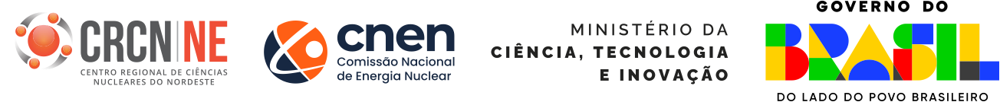 CRCN|NE
CENTRO REGIONAL DE CIÊNCIAS
NUCLEARES DO NORDESTE
cnen
Comissão Nacional
de Energia Nuclear
MINISTÉRIO DA
CIÊNCIA, TECNOLOGIA
E INOVAÇÃO
GOVERNO DO
BRASIL
DO LADO DO POVO BRASILEIRO